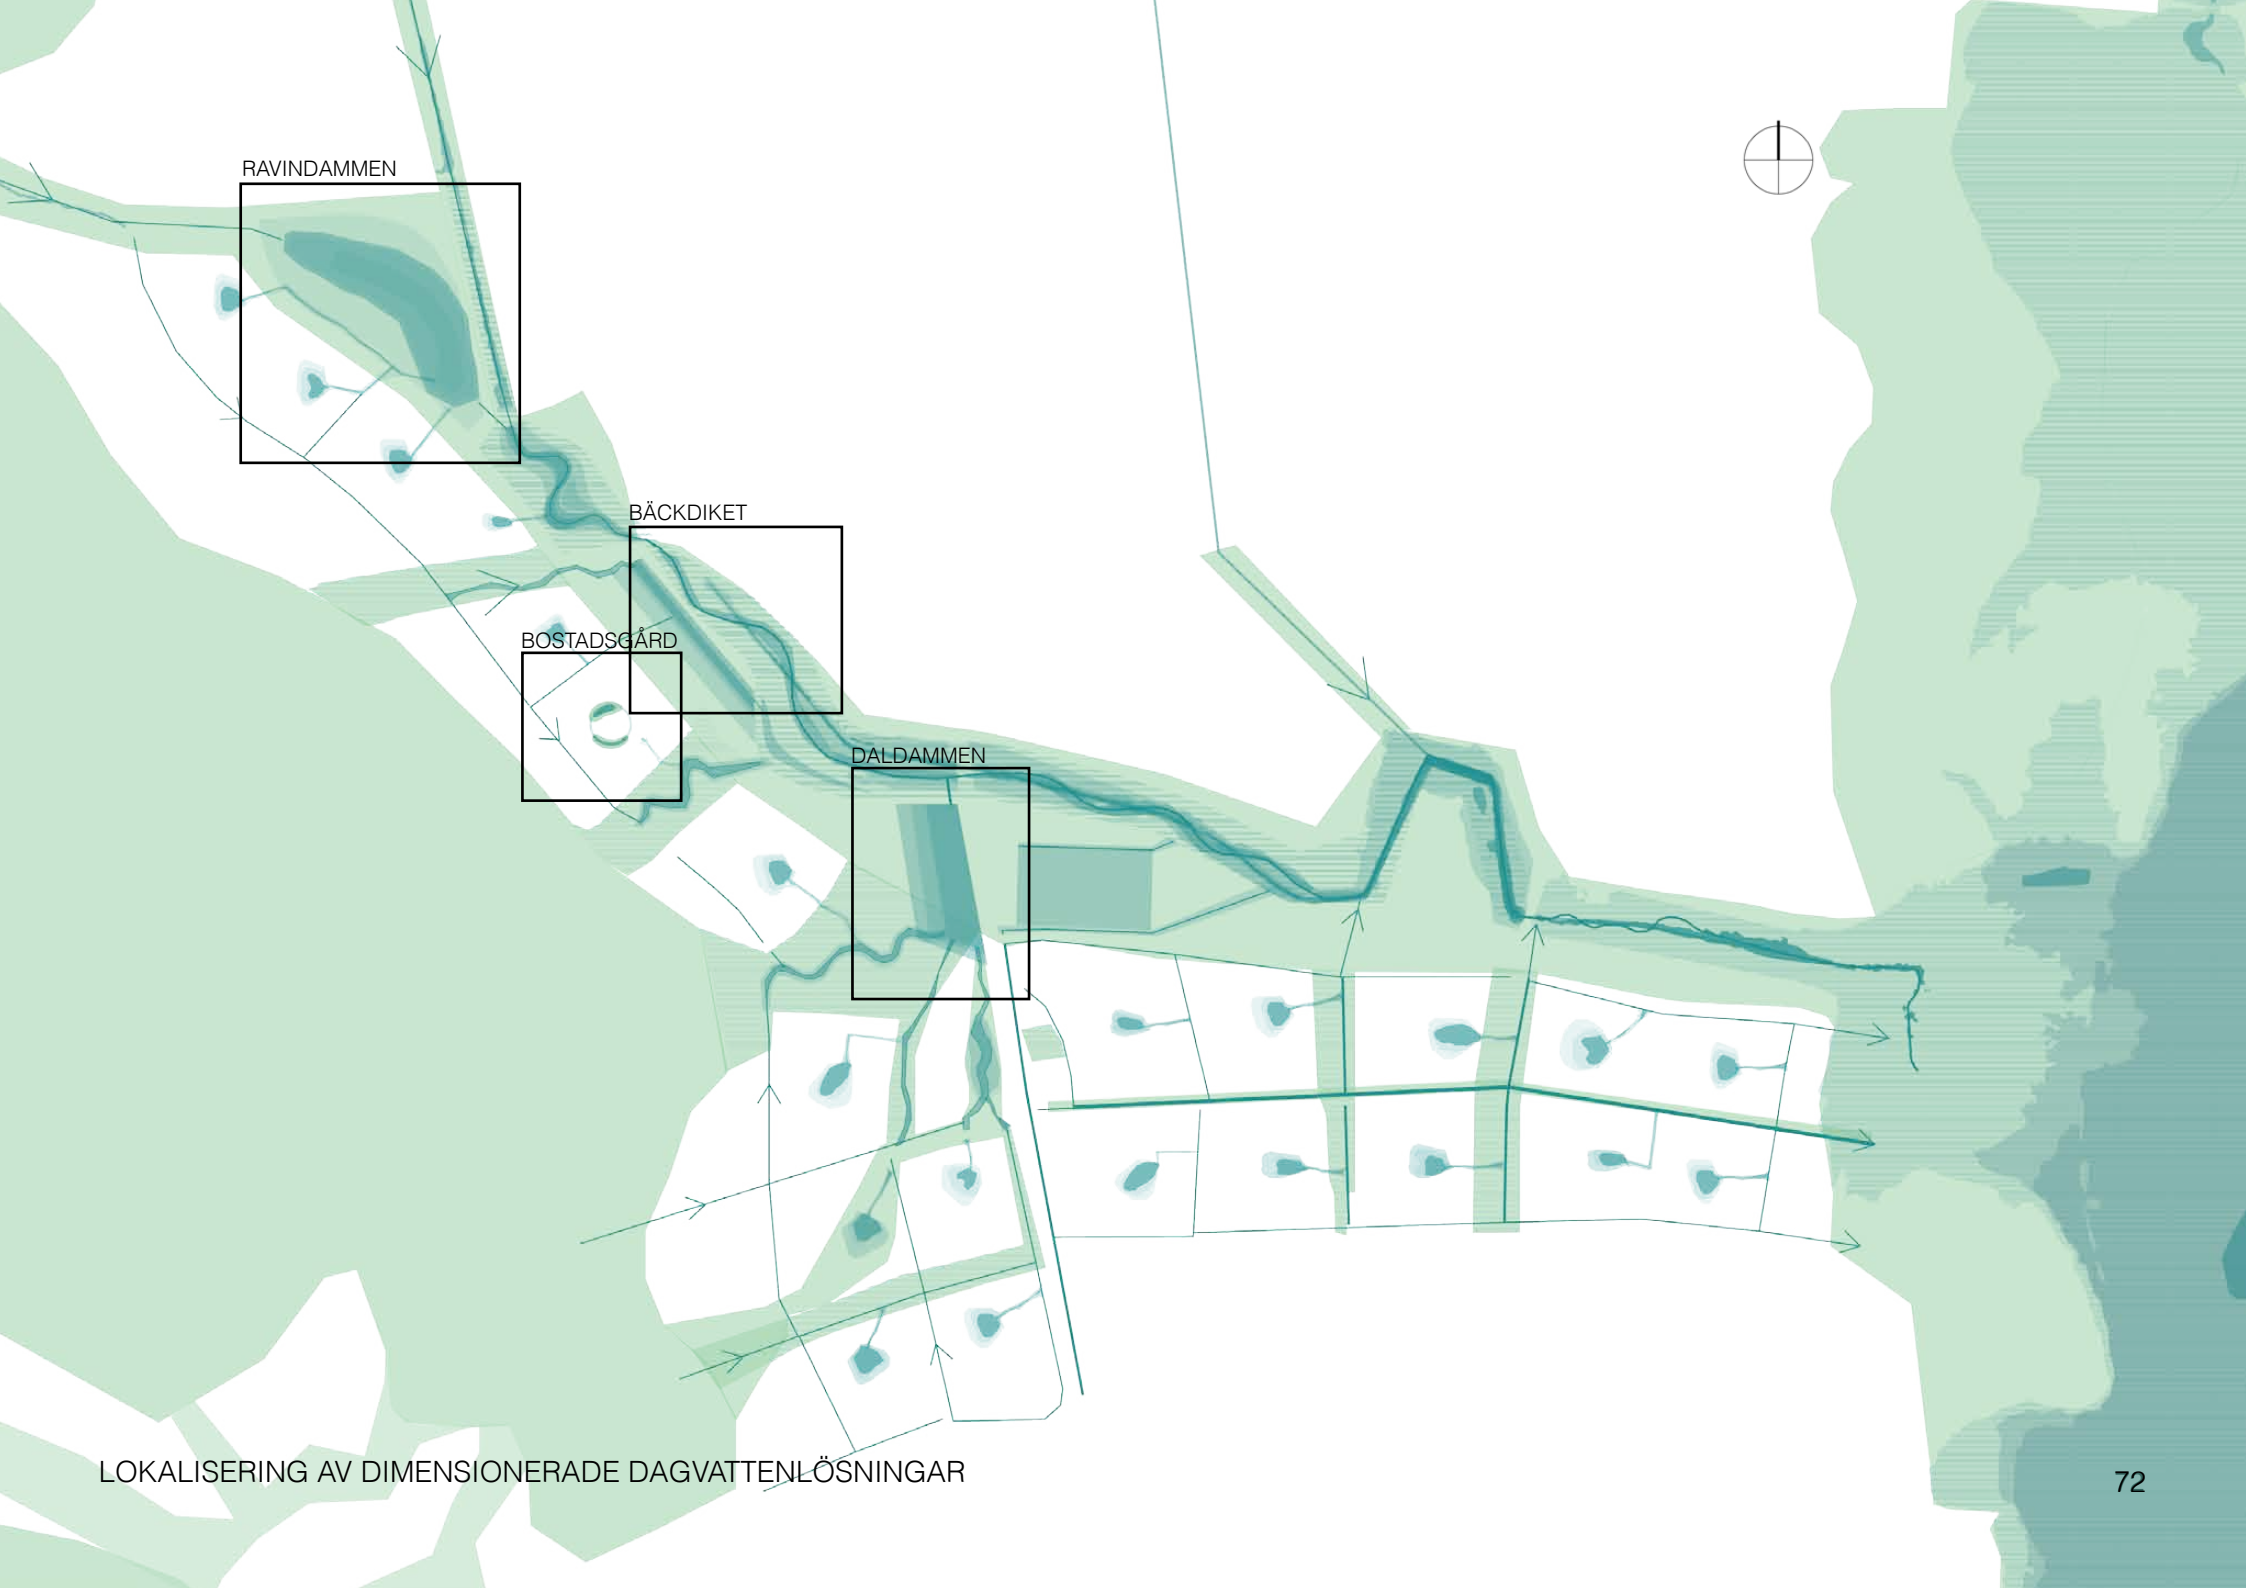 RAVINDAMMEN
BÄCKDIKET
BOSTADSGÅRD
DALDAMMEN
LOKALISERING AV DIMENSIONERADE DAGVATTENLÖSNINGAR
72